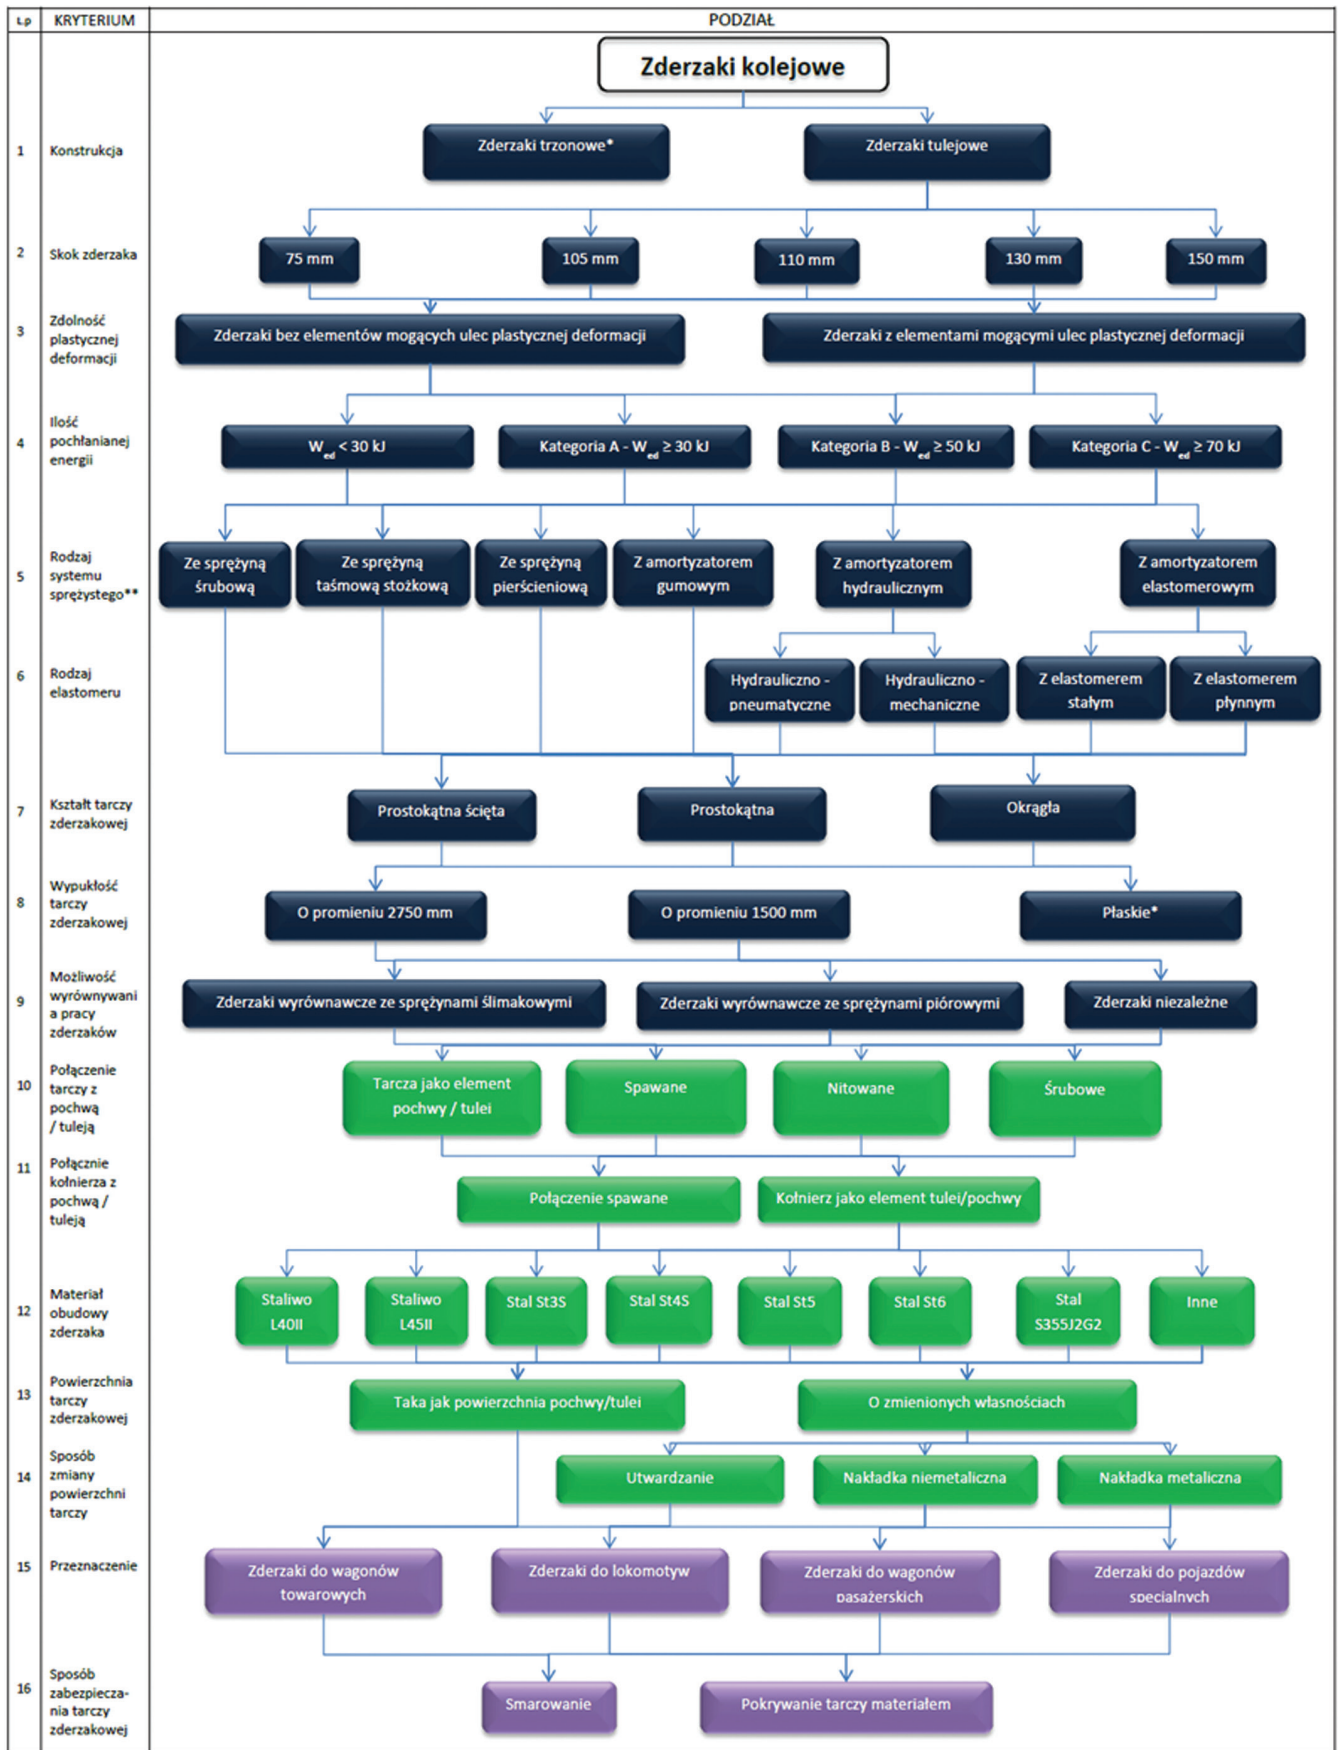 Ł.p KRYTERIUM PODZIAŁ
Zderzaki kolejowe
1 Konstrukcja
Zderzaki trzonowe* Zderzaki tulejowe
2 Skok zderzaka
75 mm 105 mm 110 mm 130 mm 150 mm
3 Zdolność
plastycznej
deformacji
Zderzaki bez elementów mogących ulec plastycznej deformacji
Zderzaki z elementami mogącymi ulec plastycznej deformacji
4 Ilość
pochłanianej
energii
W ed < 30 kJ Kategoria A - W ed ≥ 30 kJ Kategoria B - W ed ≥ 50 kJ Kategoria C - W ed ≥ 70 kJ
5 Rodzaj
systemu
sprężystego**
Ze sprężyną
śrubową
Ze sprężyną
taśmową stożkową
Ze sprężyną
pierścieniową
Z amortyzatorem
gumowym
Z amortyzatorem
hydraulicznym
Z amortyzatorem
elastomerowym
6 Rodzaj
elastomeru
Hydrauliczno -
pneumatyczne
Hydrauliczno -
mechaniczne
Z elastomerem
stałym
Z elastomerem
płynnym
7 Kształt tarczy
zderzakowej
Prostokątna ścięta Prostokątna Okrągła
8 Wypukłość
tarczy
zderzakowej
O promieniu 2750 mm O promieniu 1500 mm Płaskie*
9 Możliwość
wyrównywani
a pracy
zderzaków
Zderzaki wyrównawcze ze sprężynami ślimakowymi
Zderzaki wyrównawcze ze sprężynami piórowymi
Zderzaki niezależne
10 Połączenie
tarczy z
pochwą
/ tuleją
Tarcza jako element
pochwy / tulei
Spawane Nitowane Śrubowe
11 Połącznie
kołnierza z
pochwą /
tuleją
Połączenie spawane Kołnierz jako element tulei/pochwy
12 Materiał
obudowy
zderzaka
Staliwo
L40II
Staliwo
L45II
Stal St3S
Stal St4S
Stal St5
Stal St6
Stal
S355J2G2
Inne
13 Powierzchnia
tarczy
zderzakowej
Taka jak powierzchnia pochwy/tulei O zmienionych własnościach
14 Sposób
zmiany
powierzchni
tarczy
Utwardzanie Nakładka niemetaliczna Nakładka metaliczna
15 Przeznaczenie
Zderzaki do wagonów
towarowych
Zderzaki do lokomotyw
Zderzaki do wagonów
pasażerskich
Zderzaki do pojazdów
specjalnych
16 Sposób
zabezpiecza-
nia tarczy
zderzakowej
Smarowanie Pokrywanie tarczy materiałem